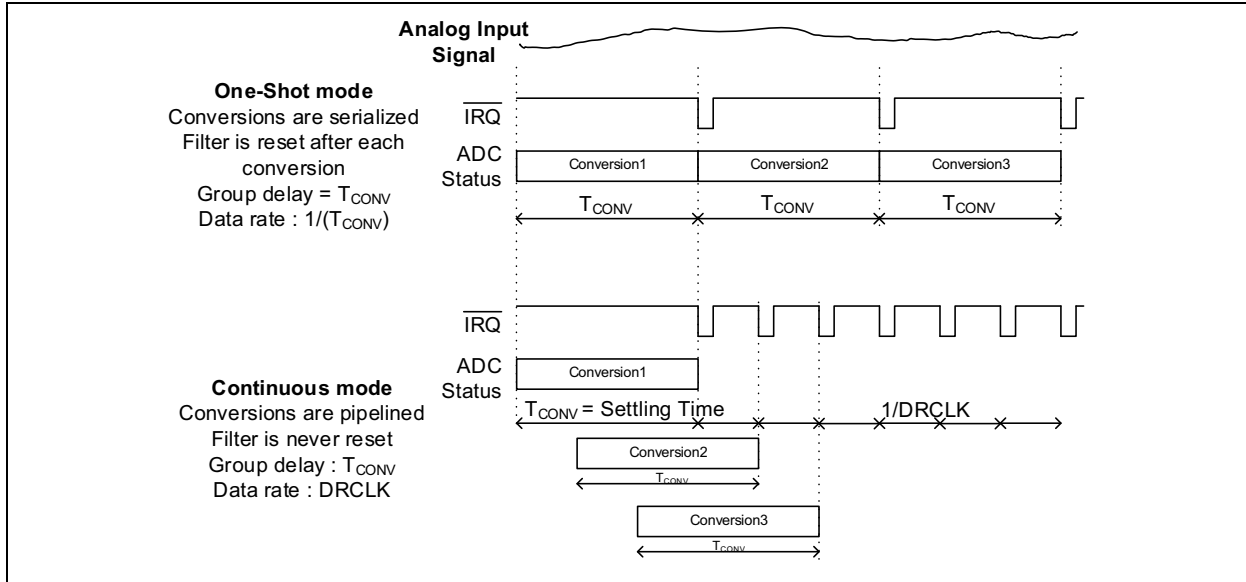 Analog Input
Signal
One-Shot mode
Conversions are serialized
Filter is reset after each
conversion
Group delay = TCONV
Data rate : 1/(TCONV)
IRQ
ADC
Status
Conversion1
Conversion2
Conversion3
TCONV
TCONV
TCONV
IRQ
ADC
Status
Conversion1
Continuous mode
Conversions are pipelined
Filter is never reset
Group delay : TCONV
Data rate : DRCLK
TCONV = Settling Time
1/DRCLK
Conversion2
TCONV
Conversion3
TCONV